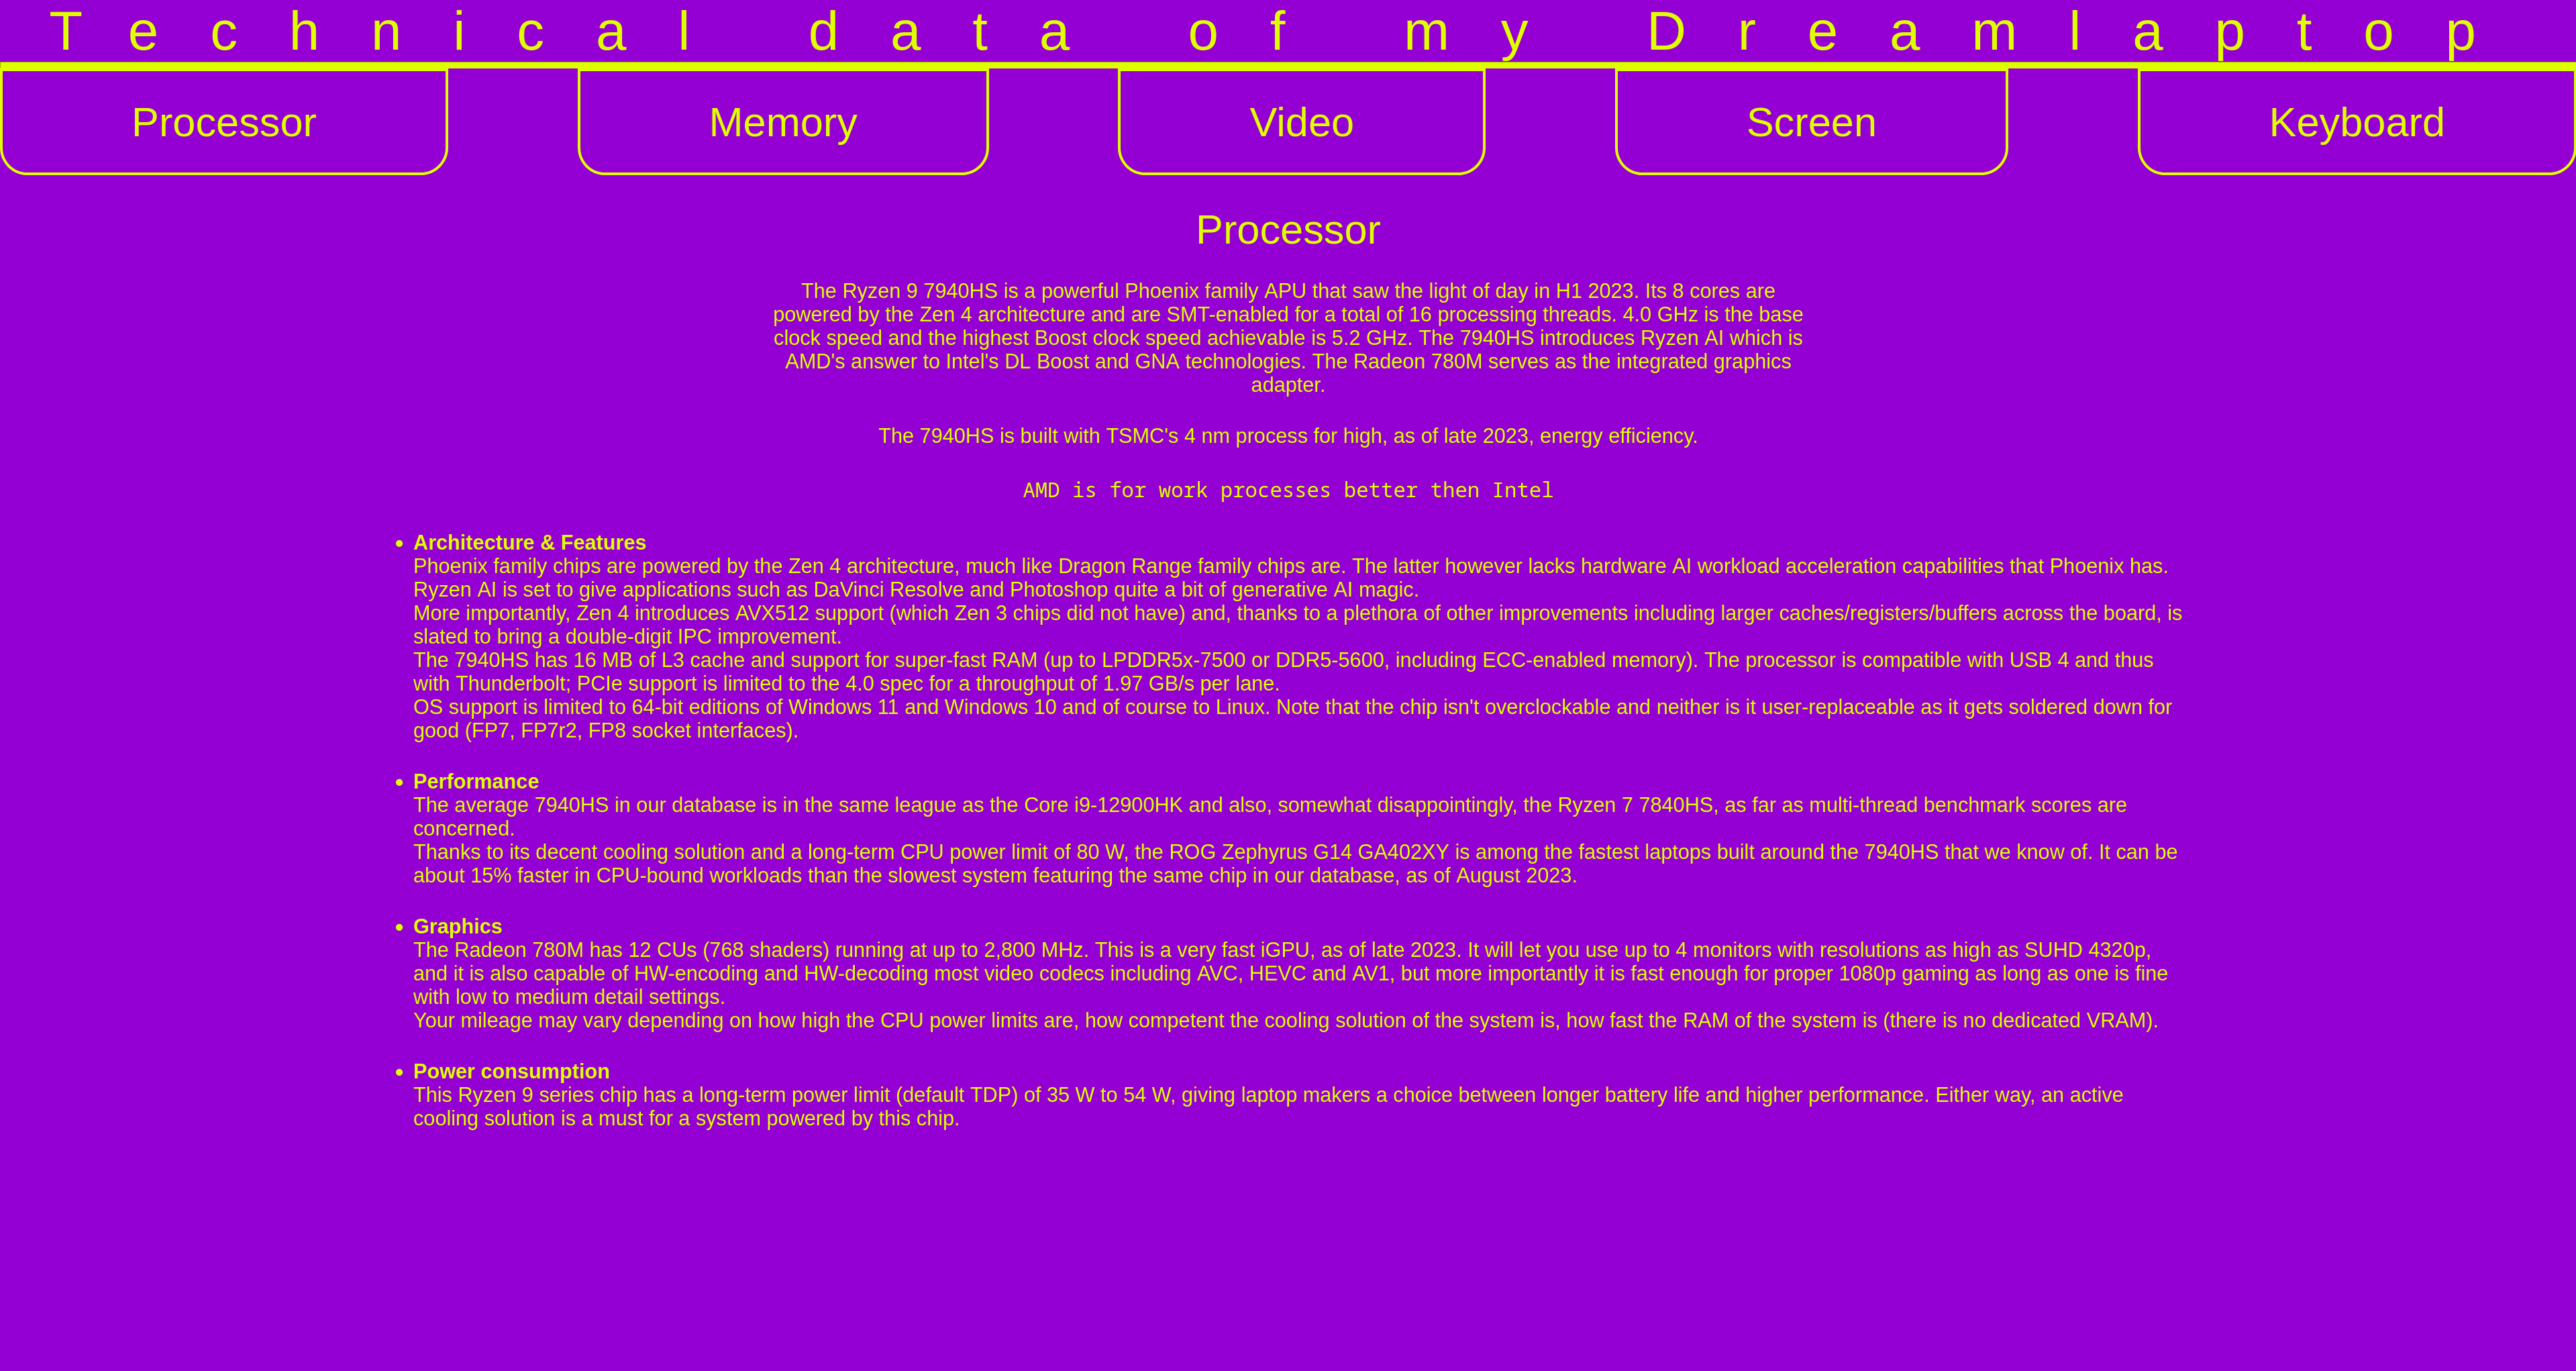 Technical data of my Dreamlaptop
Processor
Memory
Video
Screen
Keyboard
Processor
The Ryzen 9 7940HS is a powerful Phoenix family APU that saw the light of day in H1 2023. Its 8 cores are
powered by the Zen 4 architecture and are SMT-enabled for a total of 16 processing threads. 4.0 GHz is the base
clock speed and the highest Boost clock speed achievable is 5.2 GHz. The 7940HS introduces Ryzen AI which is
AMD's answer to Intel's DL Boost and GNA technologies. The Radeon 780M serves as the integrated graphics
adapter.
The 7940HS is built with TSMC's 4 nm process for high, as of late 2023, energy efficiency.
AMD is for work processes better then Intel
• Architecture & Features
Phoenix family chips are powered by the Zen 4 architecture, much like Dragon Range family chips are. The latter however lacks hardware AI workload acceleration capabilities that Phoenix has.
Ryzen AI is set to give applications such as DaVinci Resolve and Photoshop quite a bit of generative AI magic.
More importantly, Zen 4 introduces AVX512 support (which Zen 3 chips did not have) and, thanks to a plethora of other improvements including larger caches/registers/buffers across the board, is
slated to bring a double-digit IPC improvement.
The 7940HS has 16 MB of L3 cache and support for super-fast RAM (up to LPDDR5x-7500 or DDR5-5600, including ECC-enabled memory). The processor is compatible with USB 4 and thus
with Thunderbolt; PCIe support is limited to the 4.0 spec for a throughput of 1.97 GB/s per lane.
OS support is limited to 64-bit editions of Windows 11 and Windows 10 and of course to Linux. Note that the chip isn't overclockable and neither is it user-replaceable as it gets soldered down for
good (FP7, FP7r2, FP8 socket interfaces).
• Performance
The average 7940HS in our database is in the same league as the Core i9-12900HK and also, somewhat disappointingly, the Ryzen 7 7840HS, as far as multi-thread benchmark scores are
concerned.
Thanks to its decent cooling solution and a long-term CPU power limit of 80 W, the ROG Zephyrus G14 GA402XY is among the fastest laptops built around the 7940HS that we know of. It can be
about 15% faster in CPU-bound workloads than the slowest system featuring the same chip in our database, as of August 2023.
• Graphics
The Radeon 780M has 12 CUs (768 shaders) running at up to 2,800 MHz. This is a very fast iGPU, as of late 2023. It will let you use up to 4 monitors with resolutions as high as SUHD 4320p,
and it is also capable of HW-encoding and HW-decoding most video codecs including AVC, HEVC and AV1, but more importantly it is fast enough for proper 1080p gaming as long as one is fine
with low to medium detail settings.
Your mileage may vary depending on how high the CPU power limits are, how competent the cooling solution of the system is, how fast the RAM of the system is (there is no dedicated VRAM).
• Power consumption
This Ryzen 9 series chip has a long-term power limit (default TDP) of 35 W to 54 W, giving laptop makers a choice between longer battery life and higher performance. Either way, an active
cooling solution is a must for a system powered by this chip.